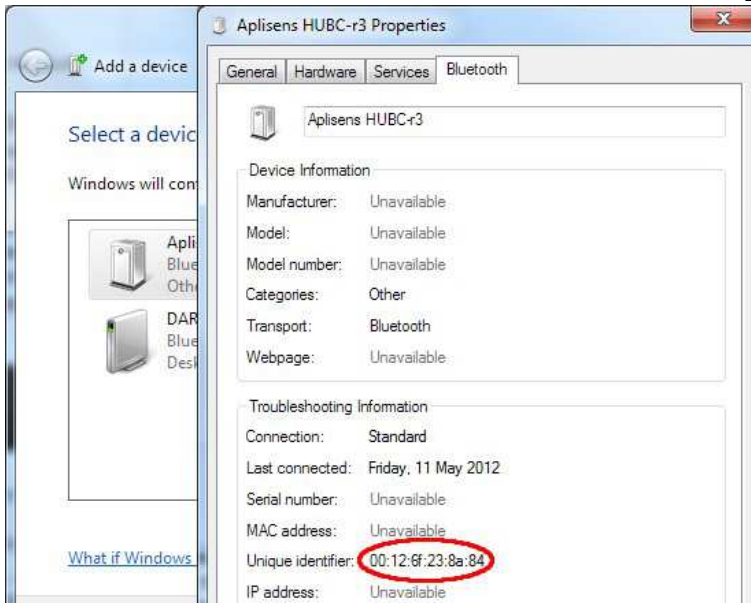 Aplisens HUBC-r3 Properties
Add a device
General Hardware Services Bluetooth
Aplisens HUBC-r3
Select a devic
Windows will con
Apli
Blue
Oth
DAR
Blue
Desk
What if Windows
Device Information
Manufacturer: Unavailable
Model: Unavailable
Model number: Unavailable
Categories: Other
Transport: Bluetooth
Webpage: Unavailable
Troubleshooting Information
Connection: Standard
Last connected: Friday, 11 May 2012
Serial number: Unavailable
MAC address: Unavailable
Unique identifier: 00:12:6f:23:8a:84
IP address: Unavailable